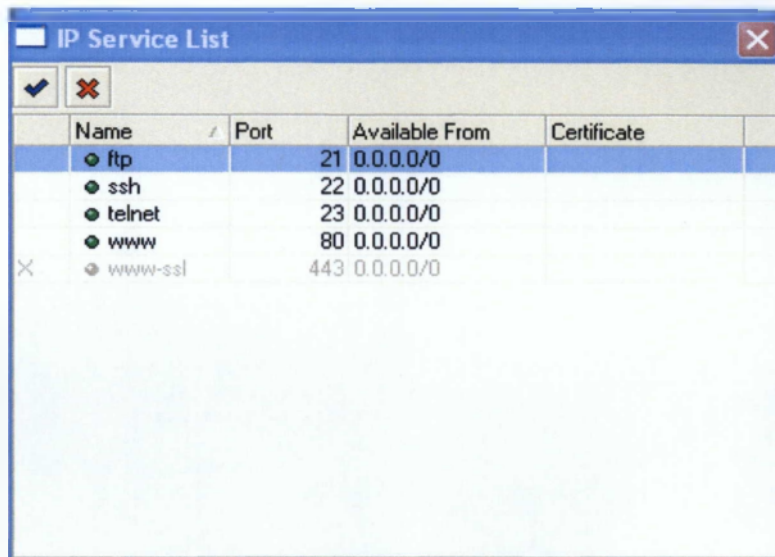 IP Service List
Name Port Available From Certificate
ftp 21 0.0.0.0/0
ssh 22 0.0.0.0/0
telnet 23 0.0.0.0/0
www 80 0.0.0.0/0
X www-ssl 443 0.0.0.0/0